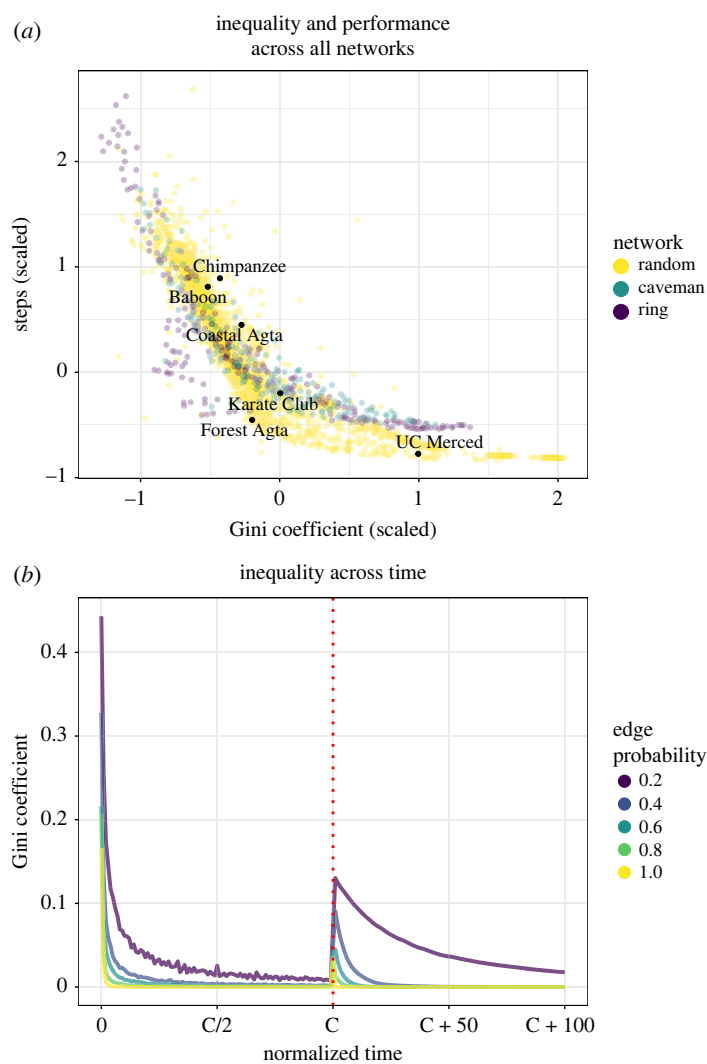 (a)
inequality and performance
across all networks
steps (scaled)
2
1
0
–1
Chimpanzee
Baboon
Coastal Agta
Karate Club
Forest Agta
UC Merced
–1
0
1
2
Gini coefficient (scaled)
network
random
caveman
ring
(b)
inequality across time
Gini coefficient
0.4
0.3
0.2
0.1
0
0
C/2
C
C + 50
C + 100
normalized time
edge
probability
0.2
0.4
0.6
0.8
1.0